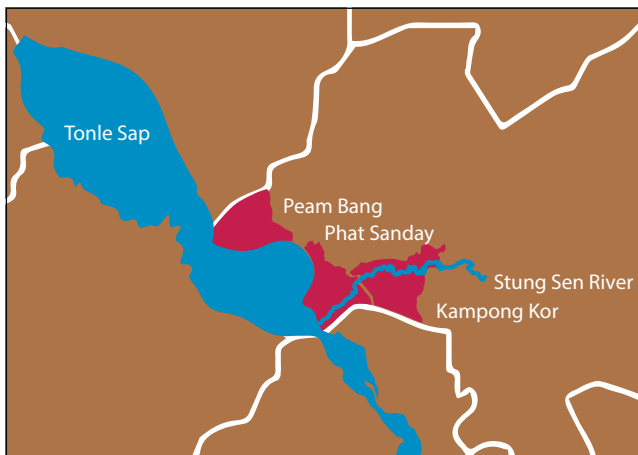 Tonle Sap
Peam Bang
Phat Sanday
Stung Sen River
Kampong Kor